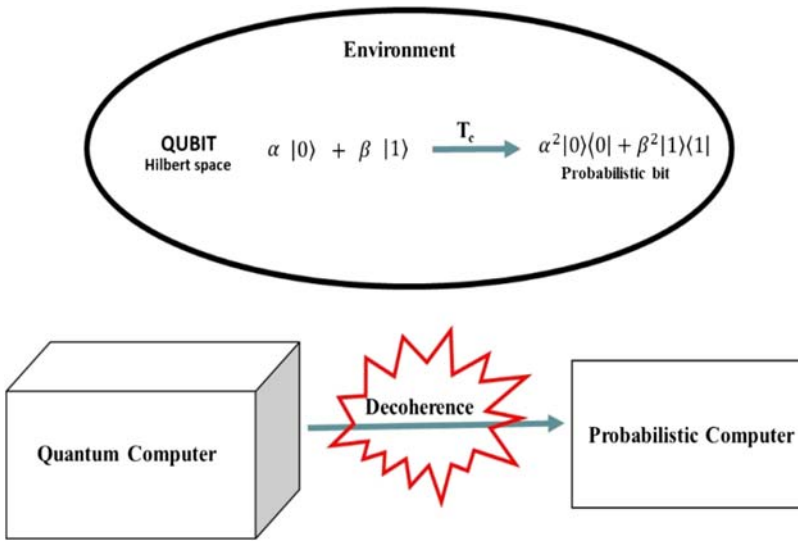 Environment
QUBIT
Hilbert space
α |0⟩ + β |1⟩
T_c
α²|0⟩⟨0| + β²|1⟩⟨1|
Probabilistic bit
Decoherence
Quantum Computer
Probabilistic Computer